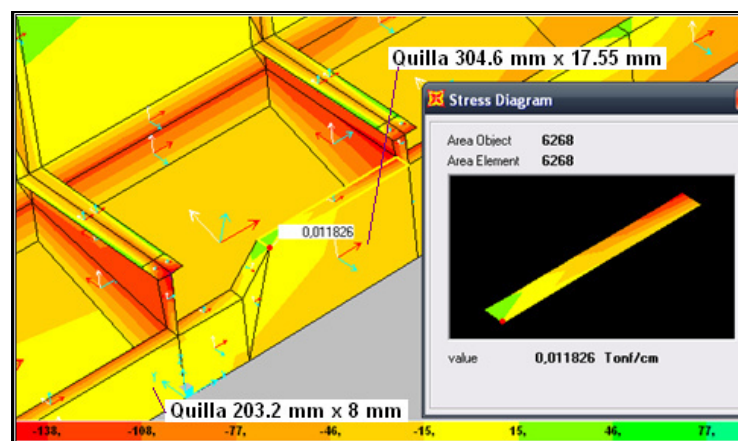 Quilla 304.6 mm x 17.55 mm
Stress Diagram
Area Object 6268
Area Element 6268
0,011826
value 0,011826 Tonf/cm
Quilla 203.2 mm x 8 mm
-138, -108, -77, -46, -15, 15, 46, 77,